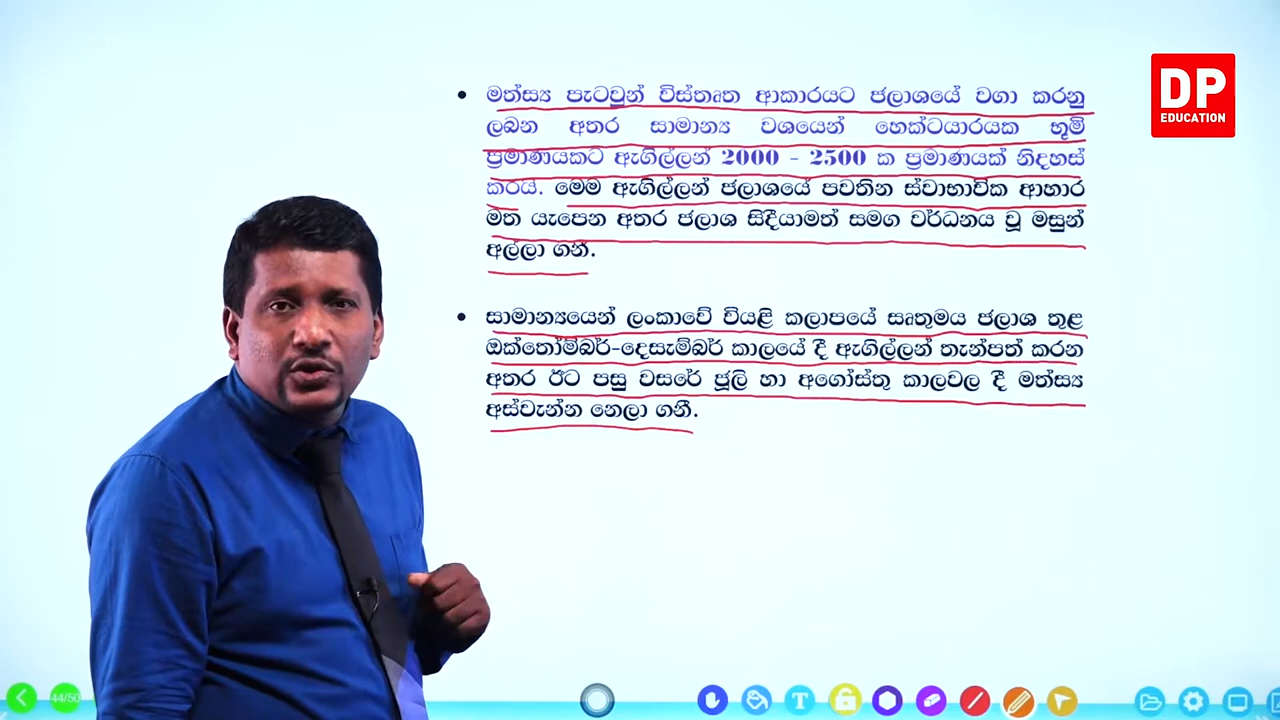 DP
EDUCATION
• මත්ස්‍ය පැටවුන් විස්තෘත ආකාරයට ජලාශයේ වගා කරනු
ලබන අතර සාමාන්‍ය වශයෙන් හෙක්ටයාරයක භූමි
ප්‍රමාණයකට ඇඟිල්ලන් 2000 - 2500 ක ප්‍රමාණයක් නිදහස්
කරයි. මෙම ඇඟිල්ලන් ජලාශයේ පවතින ස්වාභාවික ආහාර
මත යැපෙන අතර ජලාශ සිදීයාමත් සමග වර්ධනය වූ මසුන්
අල්ලා ගනී.
• සාමාන්‍යයෙන් ලංකාවේ වියළි කලාපයේ සෘතුමය ජලාශ තුළ
ඔක්තෝම්බර්-දෙසැම්බර් කාලයේ දී ඇඟිල්ලන් තැන්පත් කරන
අතර ඊට පසු වසරේ ජූලි හා අගෝස්තු කාලවල දී මත්ස්‍ය
අස්වැන්න නෙලා ගනී.
44/50
T